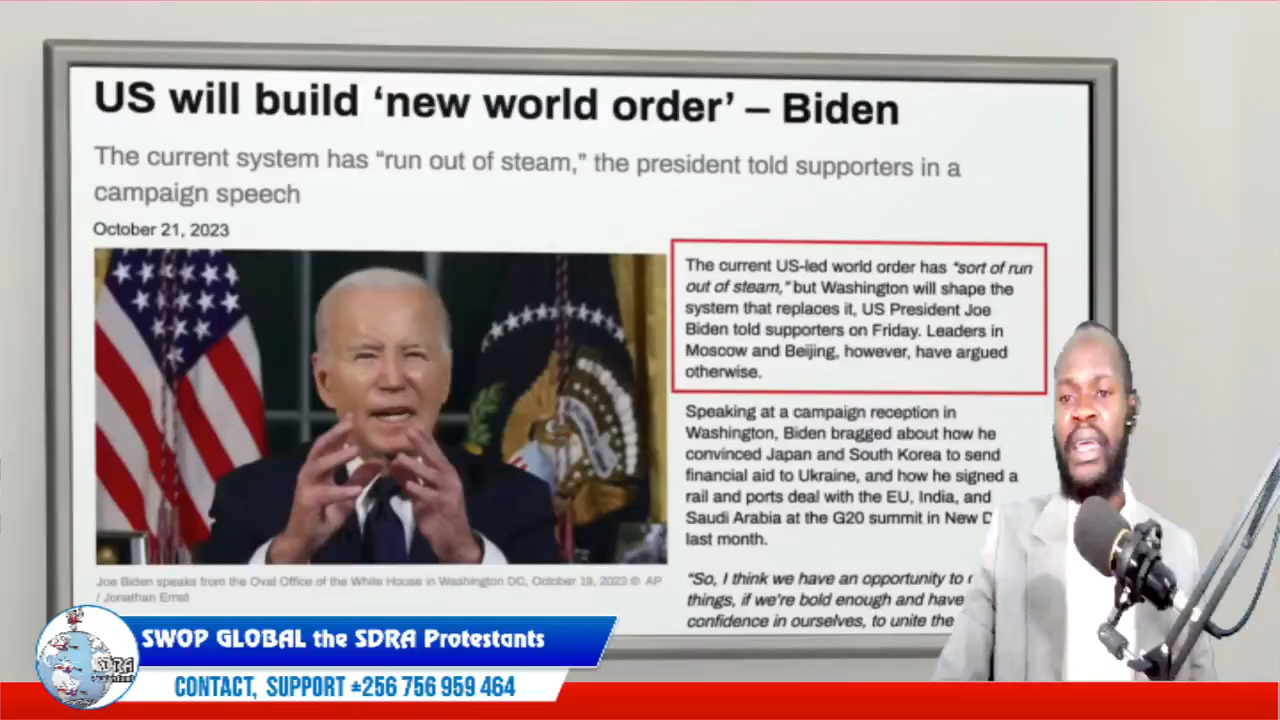 US will build ‘new world order’ – Biden
The current system has “run out of steam,” the president told supporters in a
campaign speech
October 21, 2023
The current US-led world order has “sort of run
out of steam,” but Washington will shape the
system that replaces it, US President Joe
Biden told supporters on Friday. Leaders in
Moscow and Beijing, however, have argued
otherwise.
Speaking at a campaign reception in
Washington, Biden bragged about how he
convinced Japan and South Korea to send
financial aid to Ukraine, and how he signed a
rail and ports deal with the EU, India, and
Saudi Arabia at the G20 summit in New D
last month.
“So, I think we have an opportunity to
things, if we’re bold enough and have
confidence in ourselves, to unite the
Joe Biden speaks from the Oval Office of the White House in Washington DC, October 19, 2023 © AP
/ Jonathan Ernst
SWOP GLOBAL the SDRA Protestants
SDRA
CONTACT, SUPPORT +256 756 959 464